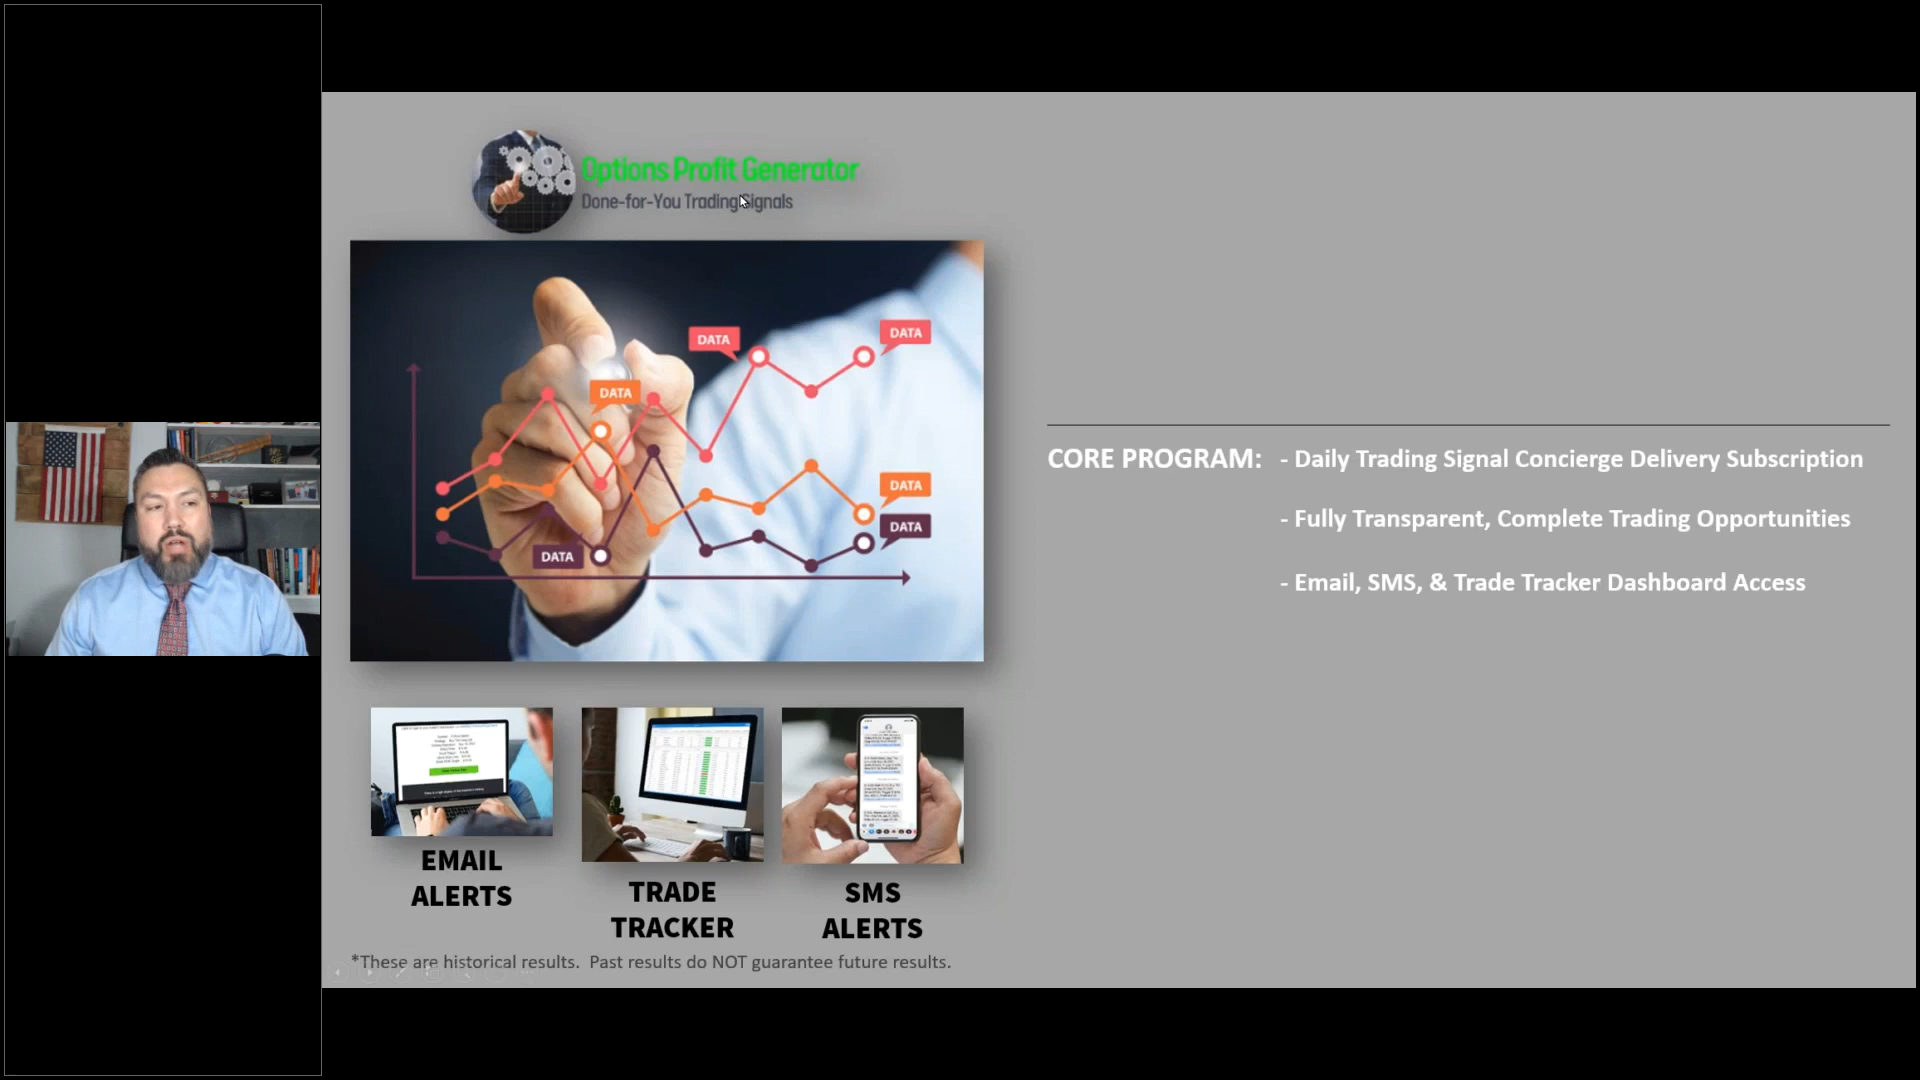 Options Profit Generator
Done-for-You Trading Signals
DATA
DATA
DATA
DATA
DATA
DATA
CORE PROGRAM: - Daily Trading Signal Concierge Delivery Subscription
- Fully Transparent, Complete Trading Opportunities
- Email, SMS, & Trade Tracker Dashboard Access
EMAIL
ALERTS
TRADE
TRACKER
SMS
ALERTS
*These are historical results. Past results do NOT guarantee future results.